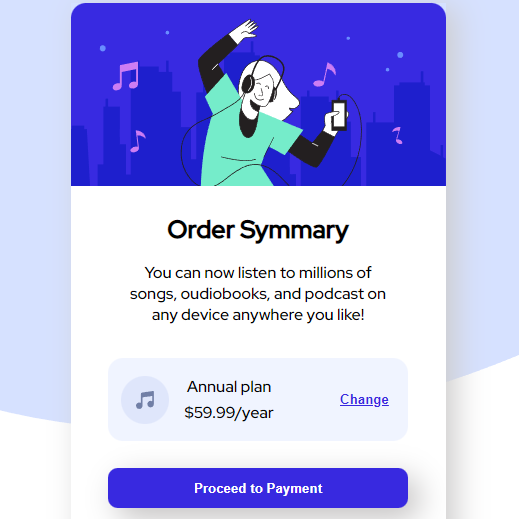 Order Symmary
You can now listen to millions of
songs, oudiobooks, and podcast on
any device anywhere you like!
Annual plan
$59.99/year
Change
Proceed to Payment